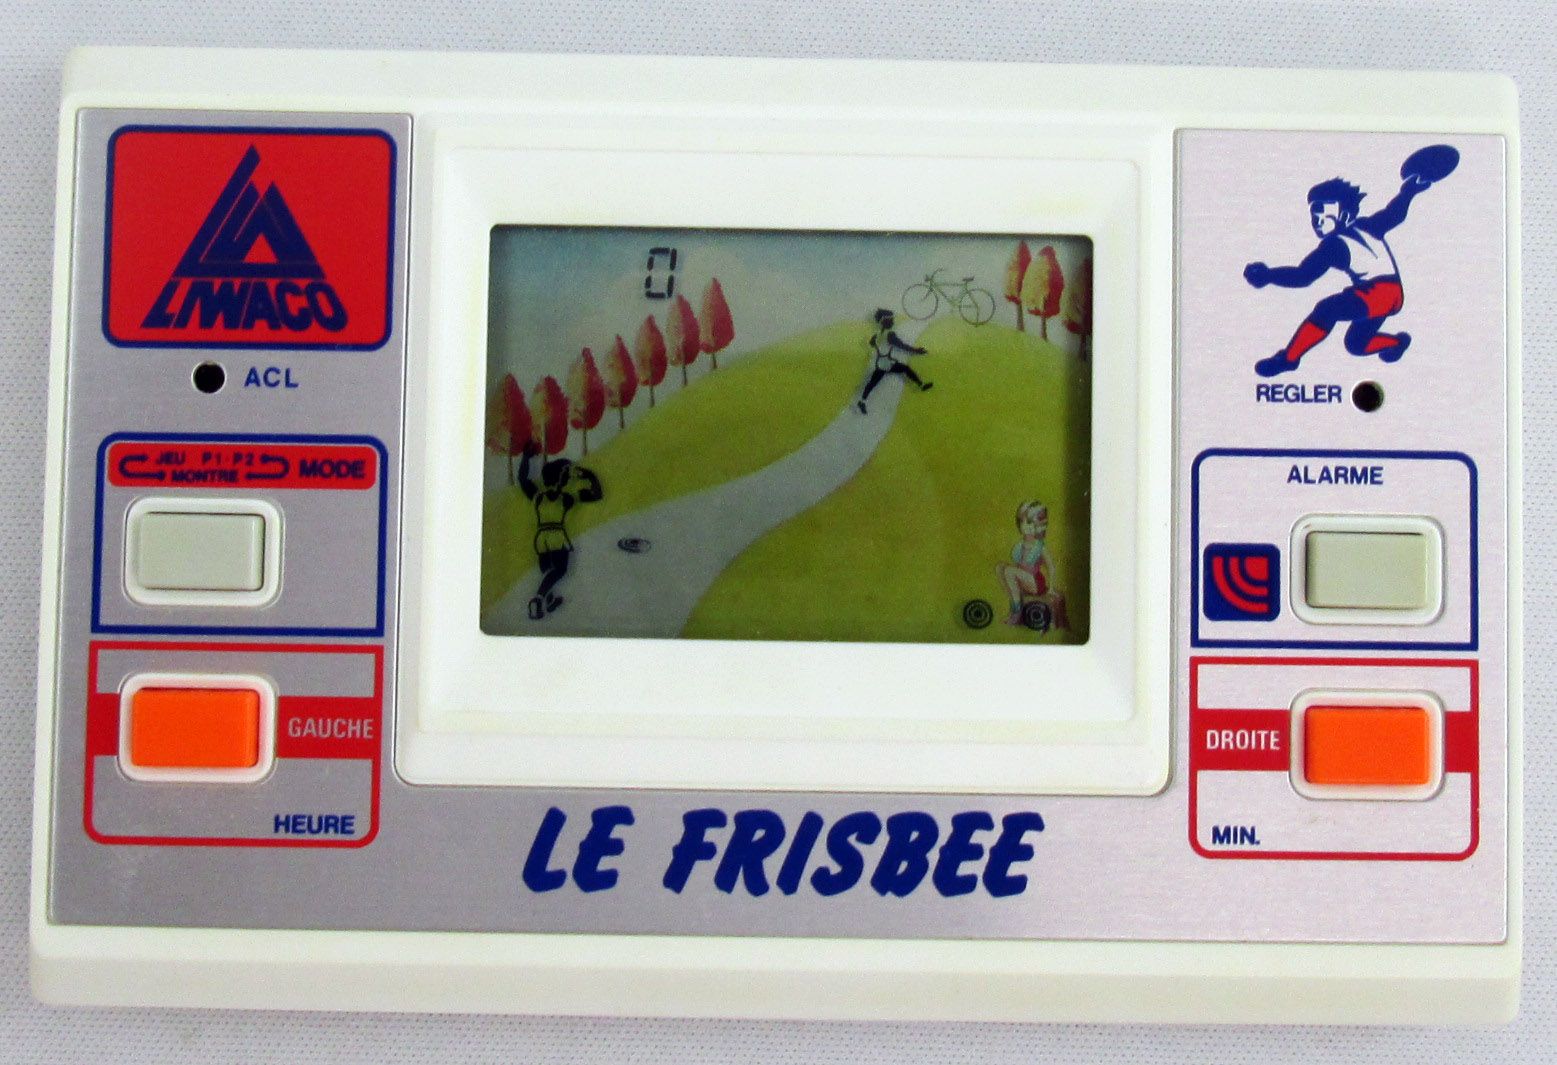 LIWACO
ACL
JEU P1·P2
MONTRE
MODE
GAUCHE
HEURE
0
REGLER
ALARME
DROITE
MIN.
LE FRISBEE